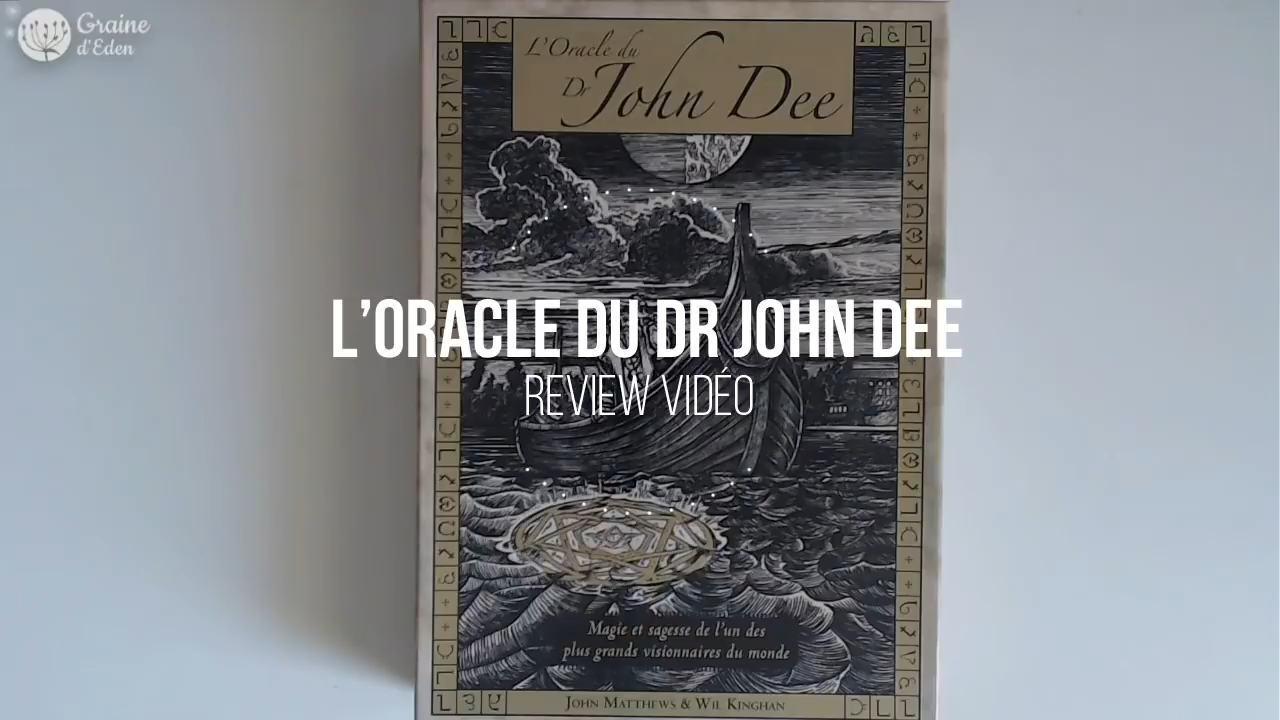 Graine
d'Eden
L'Oracle du
Dr John Dee
L'ORACLE DU DR JOHN DEE
REVIEW VIDÉO
Magie et sagesse de l'un des
plus grands visionnaires du monde
John Matthews & Wil Kinghan